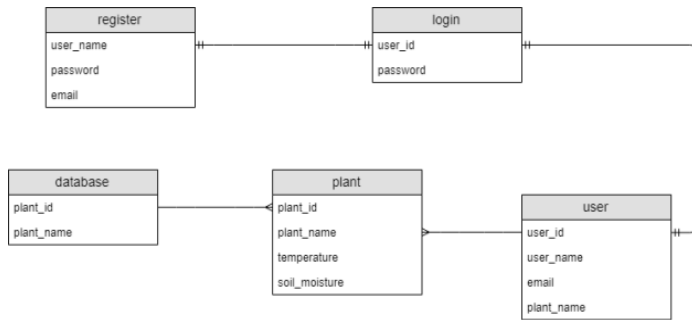 register
user_name
password
email
login
user_id
password
database
plant_id
plant_name
plant
plant_id
plant_name
temperature
soil_moisture
user
user_id
user_name
email
plant_name